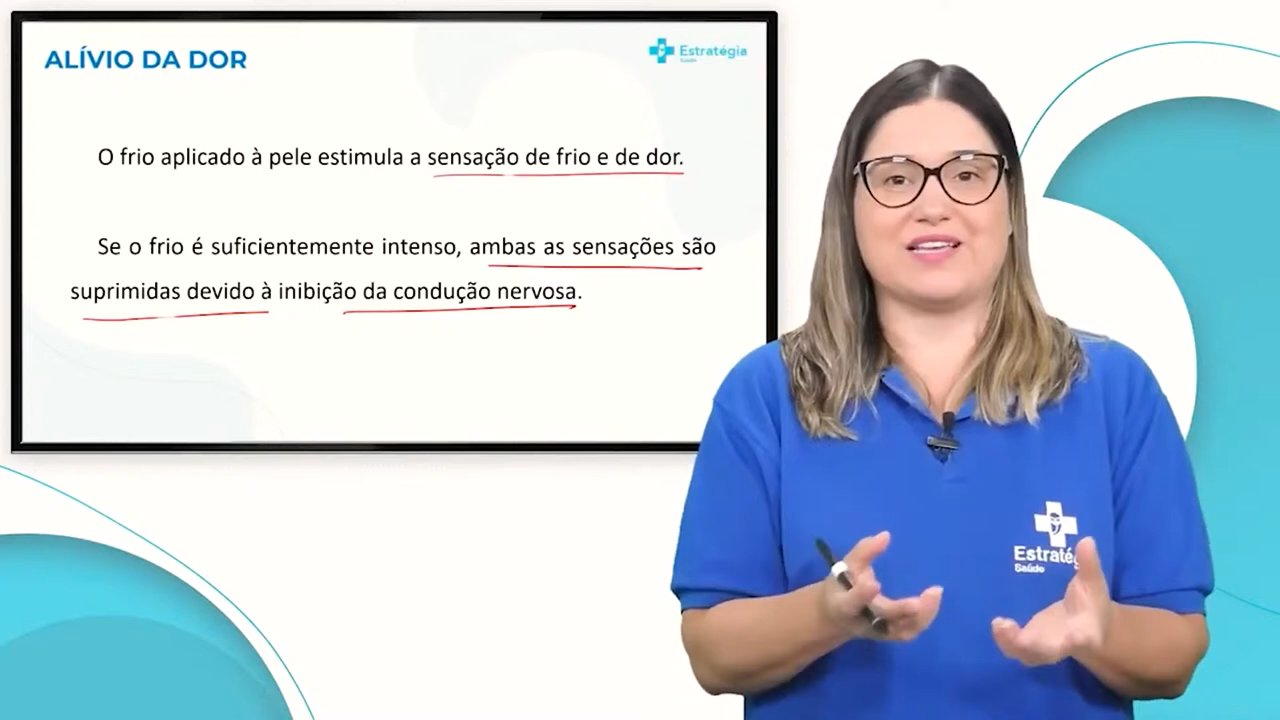 ALÍVIO DA DOR
Estratégia
Saúde
O frio aplicado à pele estimula a sensação de frio e de dor.
Se o frio é suficientemente intenso, ambas as sensações são
suprimidas devido à inibição da condução nervosa.
Estratég
Saúde